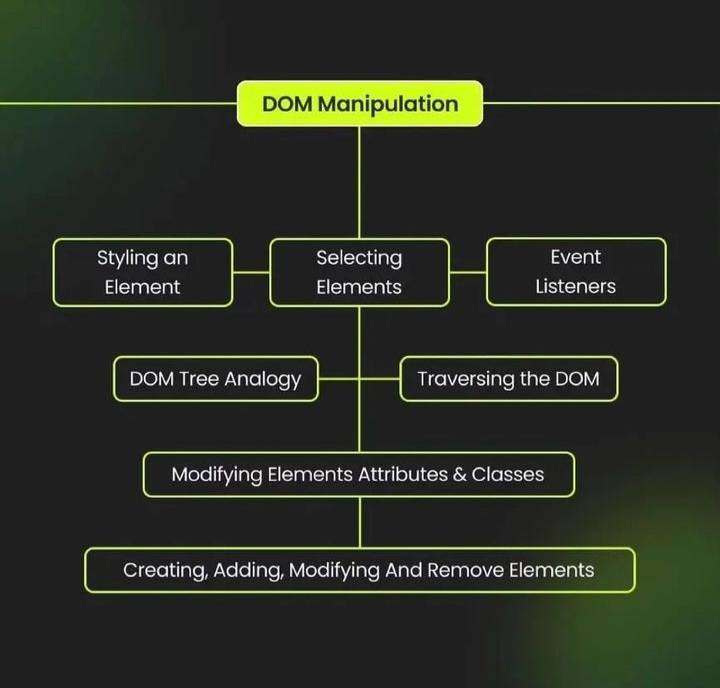 DOM Manipulation
Styling an
Element
Selecting
Elements
Event
Listeners
DOM Tree Analogy
Traversing the DOM
Modifying Elements Attributes & Classes
Creating, Adding, Modifying And Remove Elements